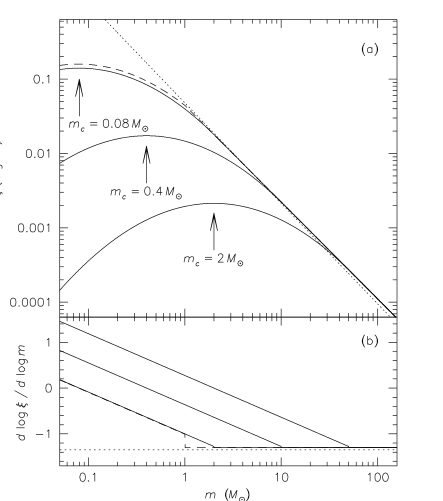 (a)
0.1
m_c = 0.08 M_⊙
0.01
m_c = 0.4 M_⊙
0.001
m_c = 2 M_⊙
0.0001
(b)
1
0
−1
d log ξ / d log m
0.1 1 10 100
m (M_⊙)